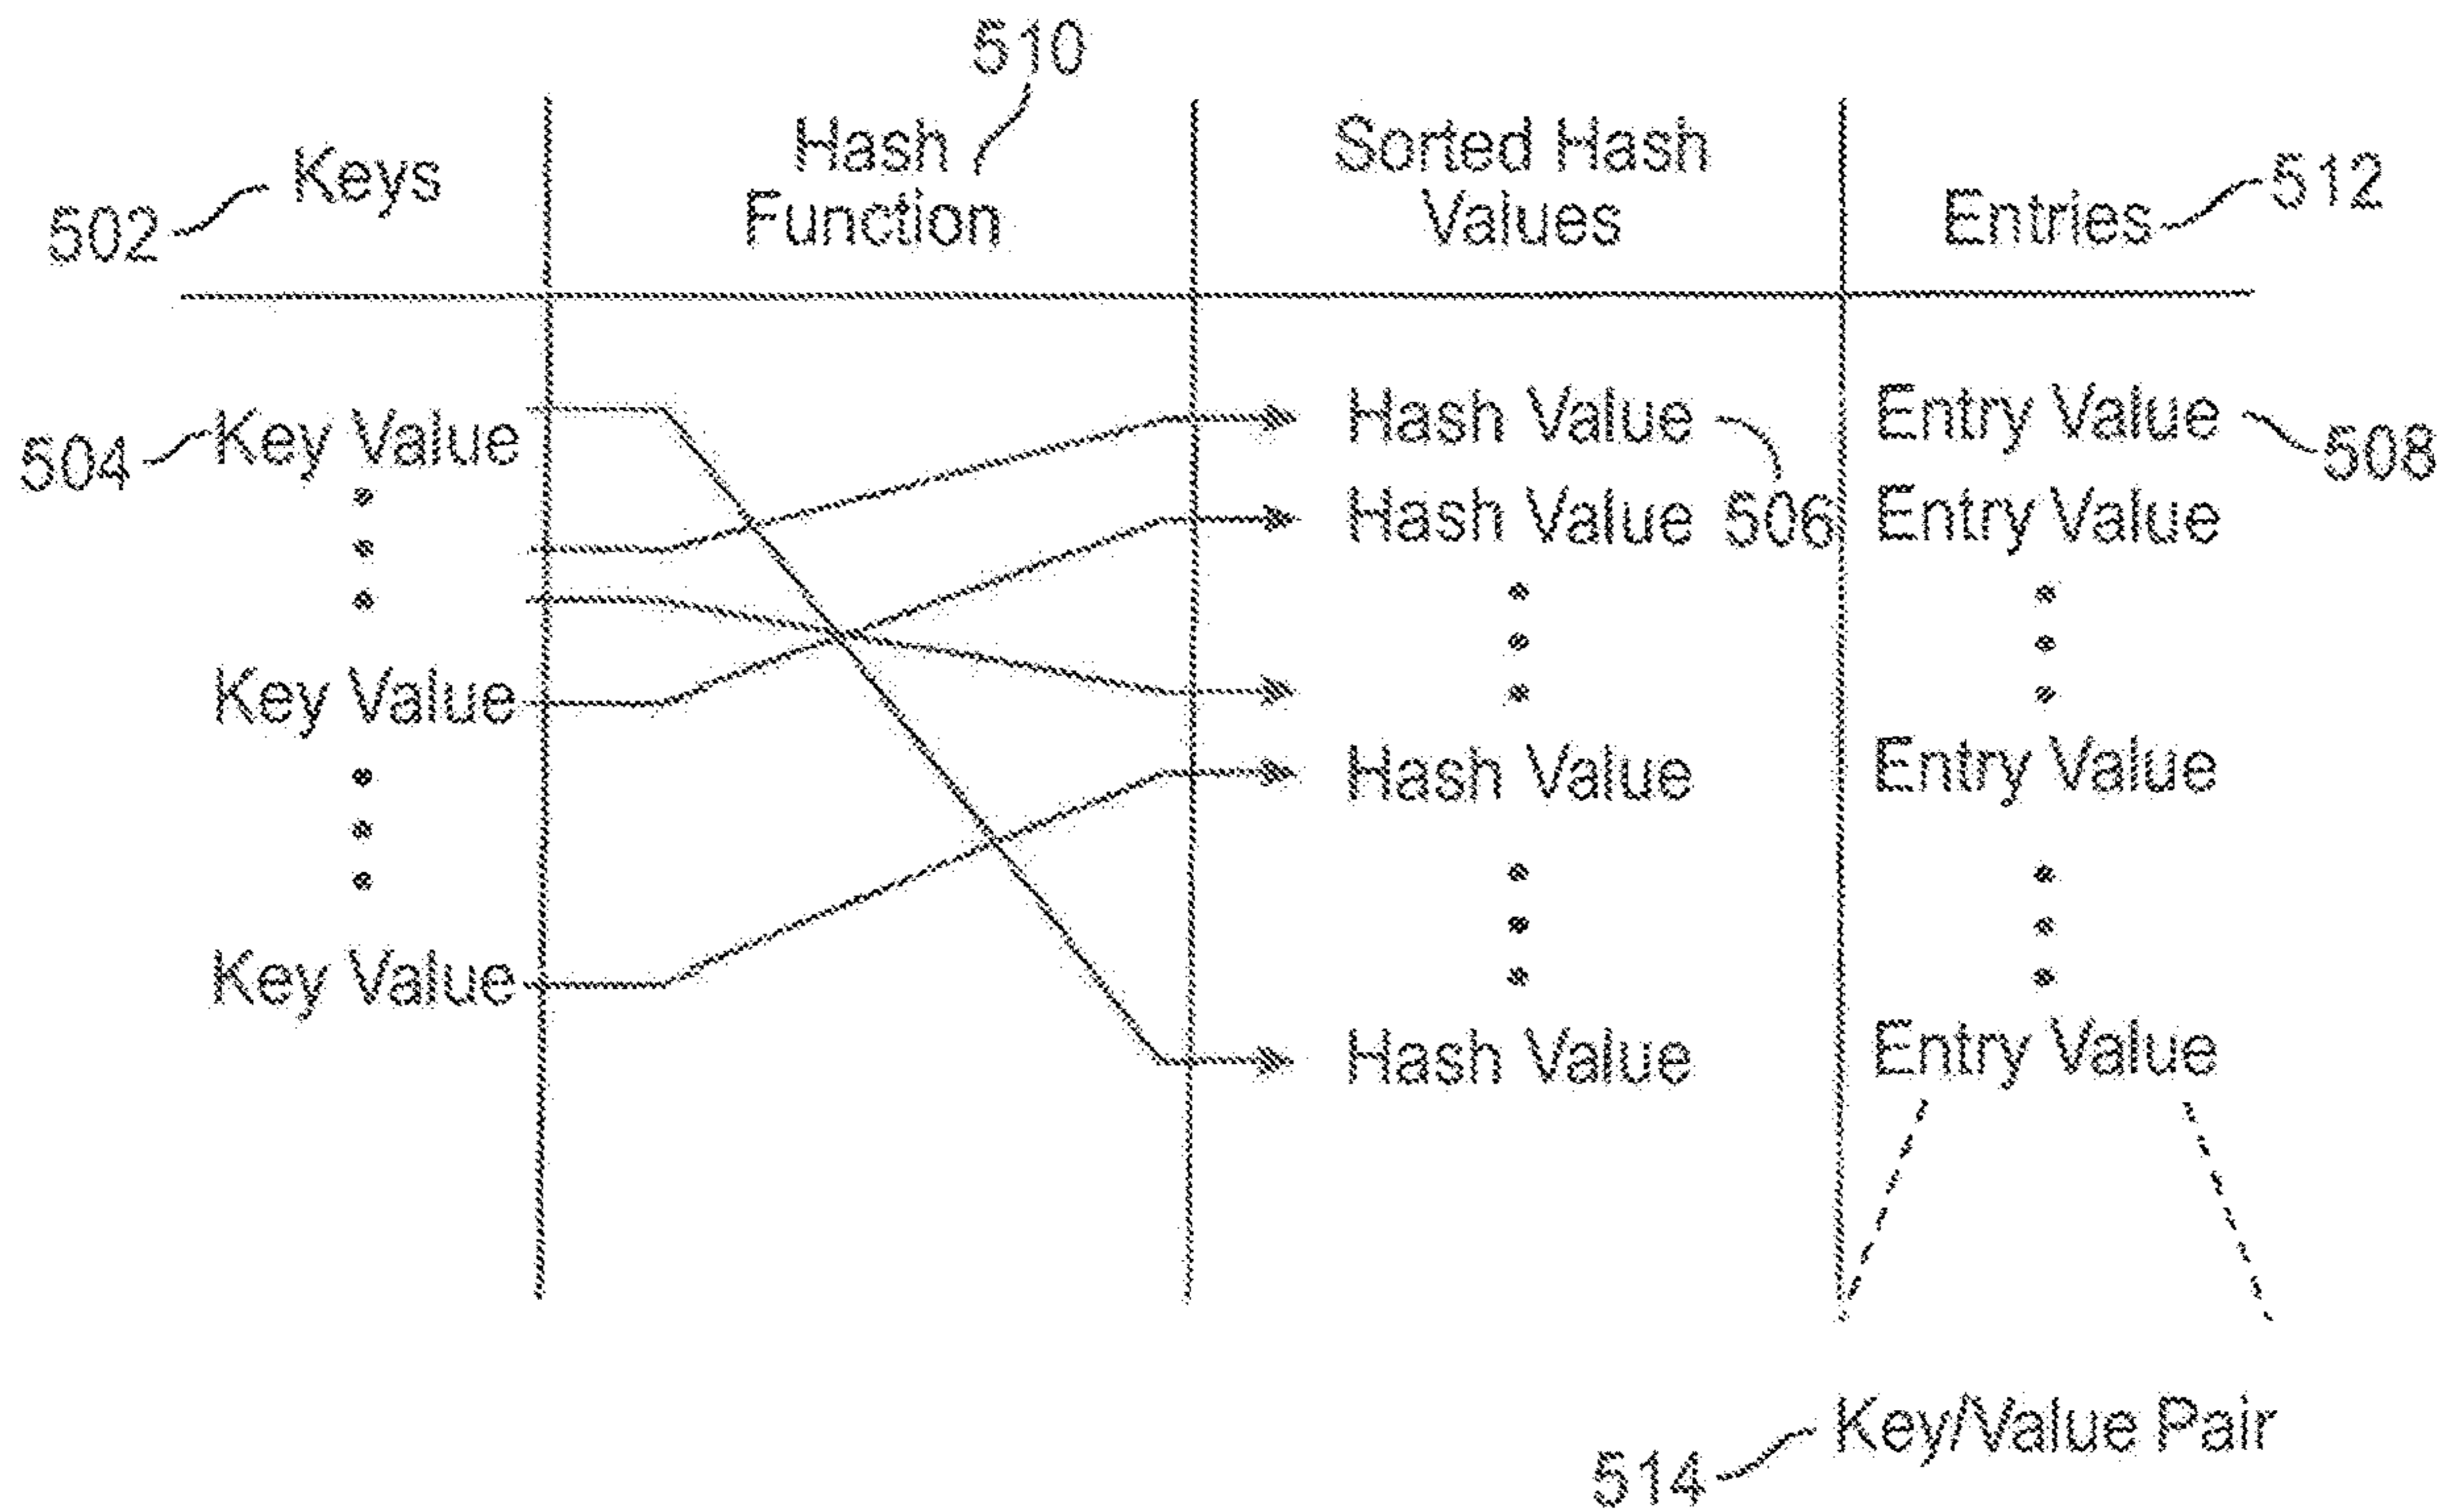 510
Keys
Hash
Function
Sorted Hash
Values
Entries
502
512
504
Key Value
Hash Value
Entry Value
508
Hash Value
506
Entry Value
Key Value
Hash Value
Entry Value
Key Value
Hash Value
Entry Value
514
Key/Value Pair